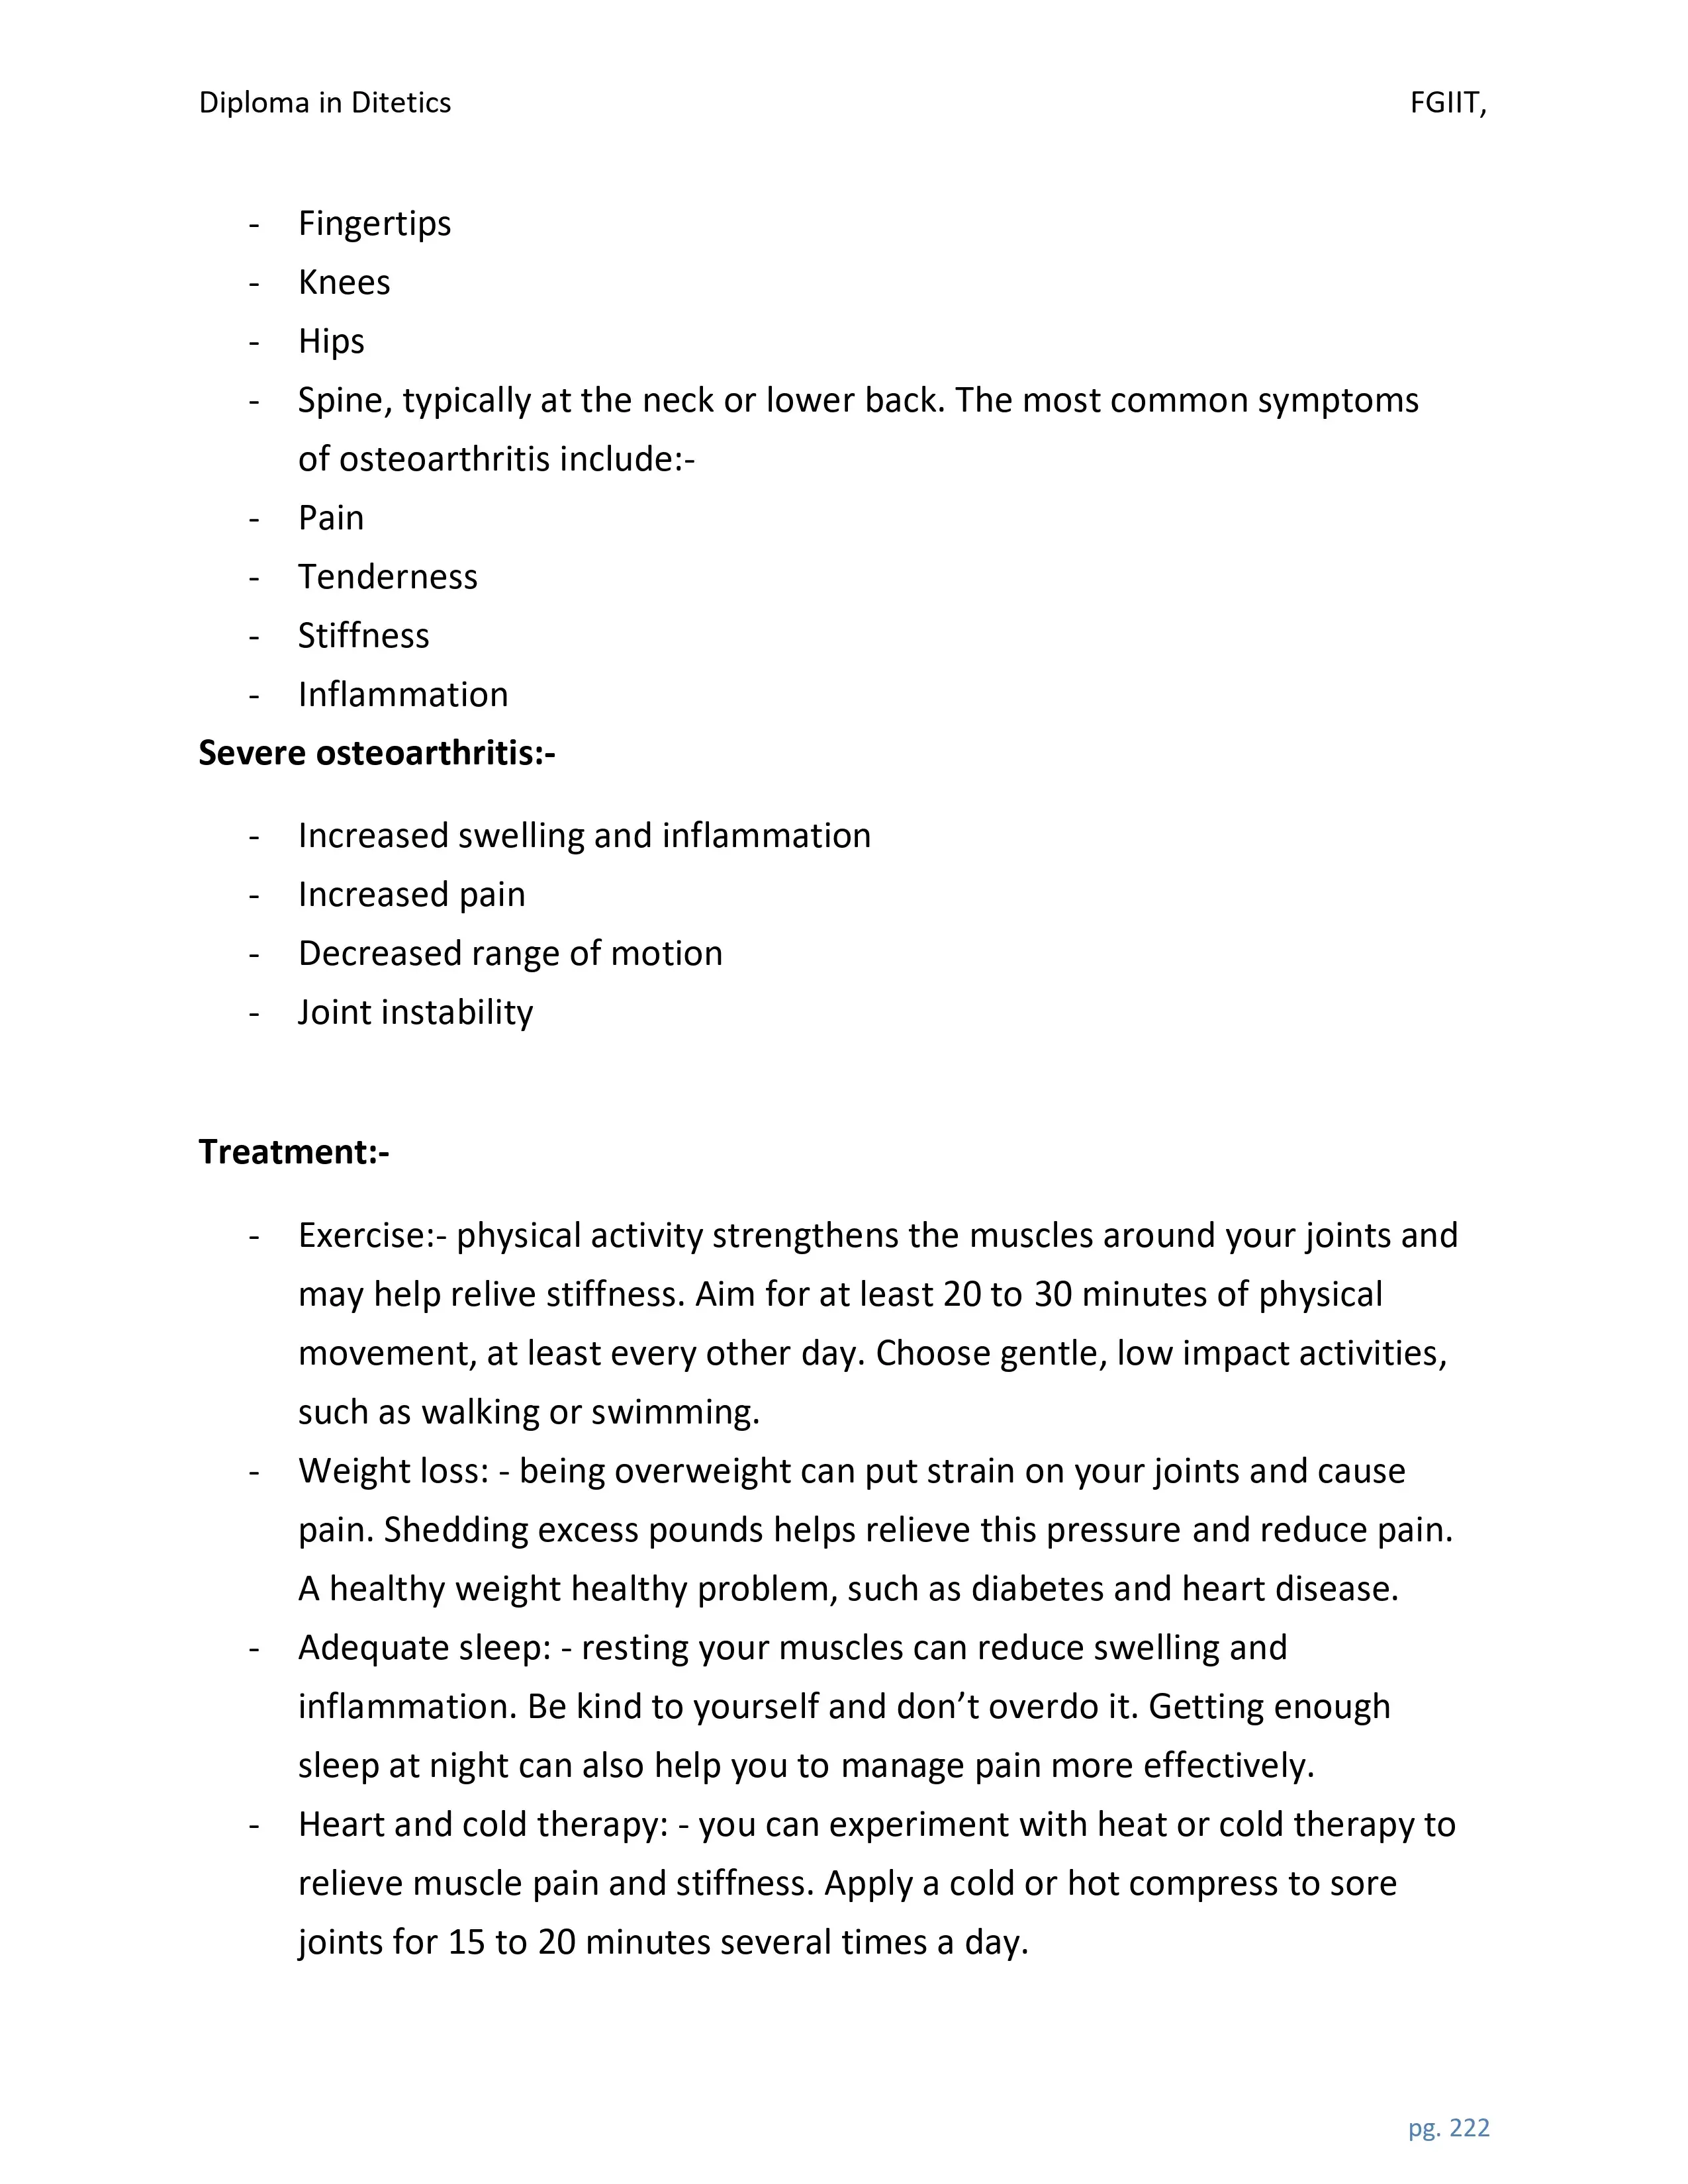 Diploma in Ditetics FGIIT,
- Fingertips
- Knees
- Hips
- Spine, typically at the neck or lower back. The most common symptoms
of osteoarthritis include:-
- Pain
- Tenderness
- Stiffness
- Inflammation
Severe osteoarthritis:-
- Increased swelling and inflammation
- Increased pain
- Decreased range of motion
- Joint instability
Treatment:-
- Exercise:- physical activity strengthens the muscles around your joints and
may help relive stiffness. Aim for at least 20 to 30 minutes of physical
movement, at least every other day. Choose gentle, low impact activities,
such as walking or swimming.
- Weight loss: - being overweight can put strain on your joints and cause
pain. Shedding excess pounds helps relieve this pressure and reduce pain.
A healthy weight healthy problem, such as diabetes and heart disease.
- Adequate sleep: - resting your muscles can reduce swelling and
inflammation. Be kind to yourself and don’t overdo it. Getting enough
sleep at night can also help you to manage pain more effectively.
- Heart and cold therapy: - you can experiment with heat or cold therapy to
relieve muscle pain and stiffness. Apply a cold or hot compress to sore
joints for 15 to 20 minutes several times a day.
pg. 222